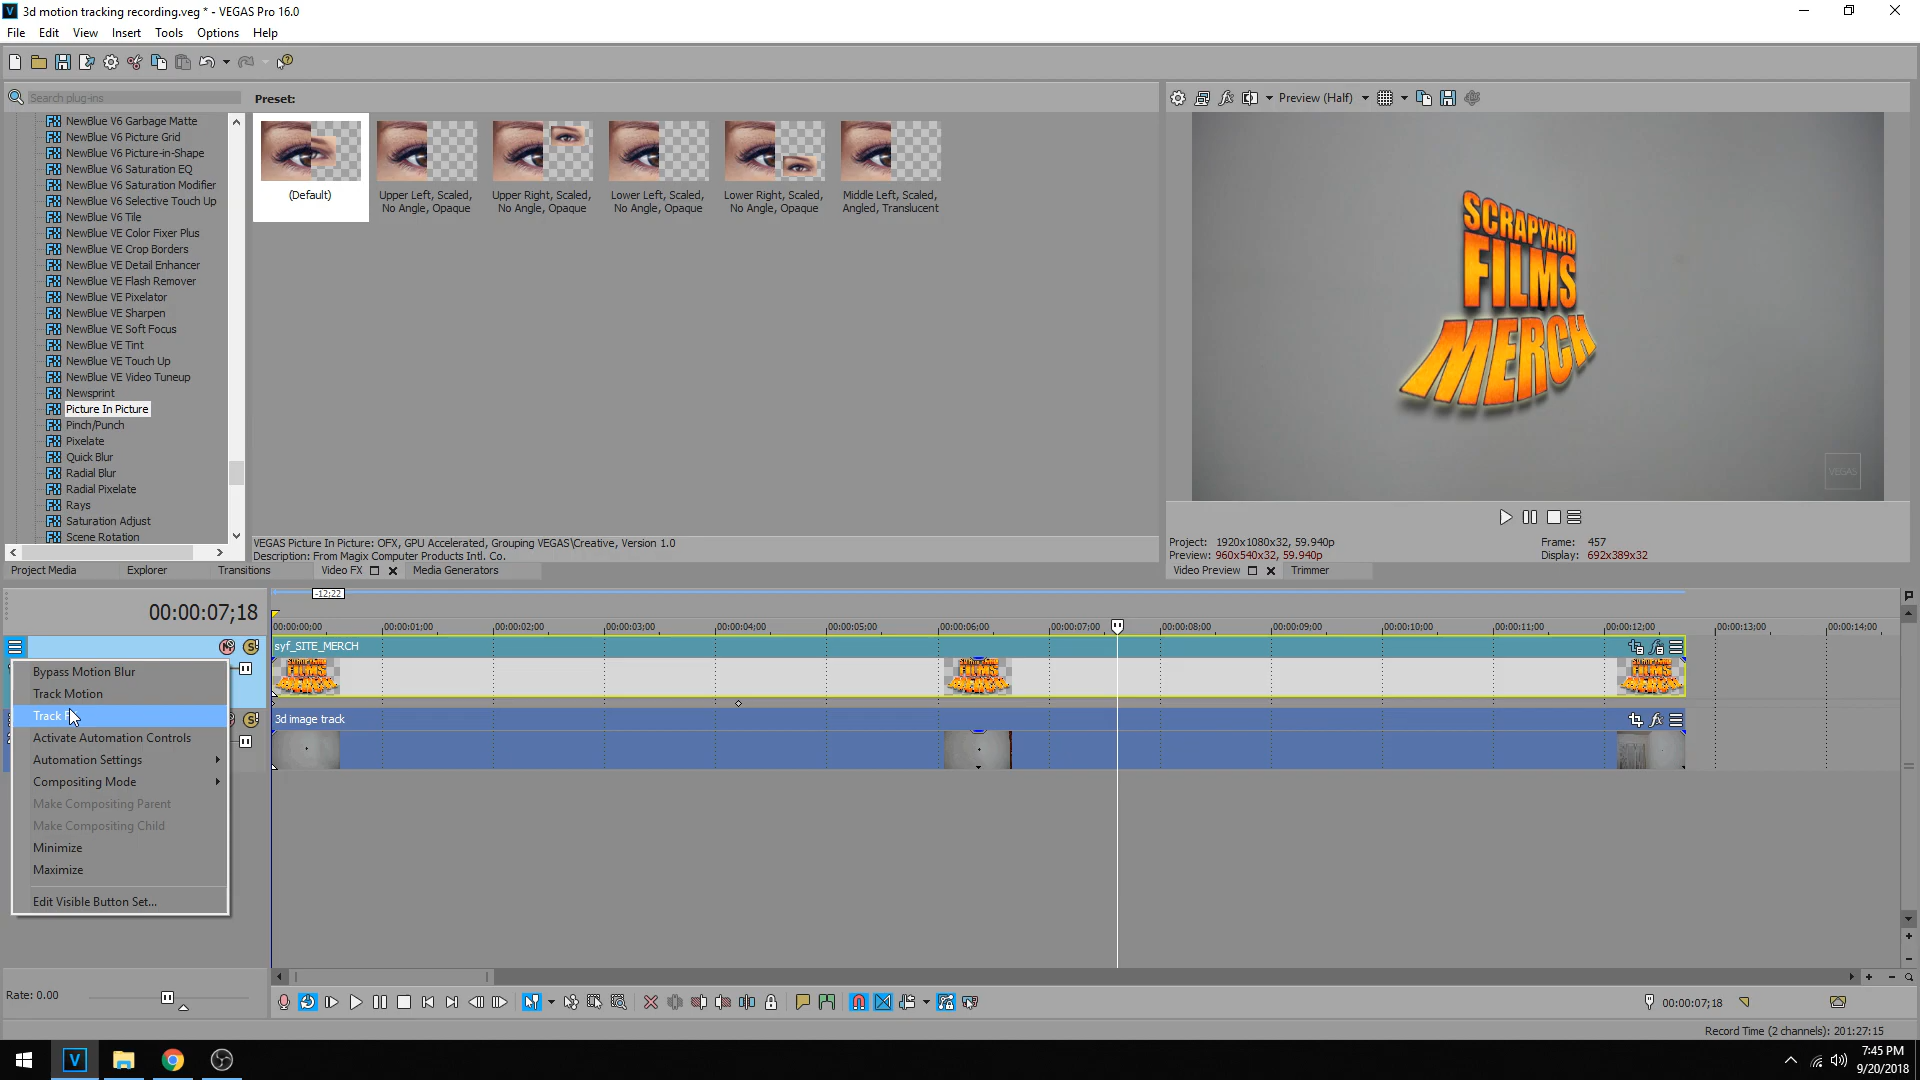 3d motion tracking recording.veg * - VEGAS Pro 16.0
File Edit View Insert Tools Options Help
Search plug-ins
Preset:
Preview (Half)
NewBlue V6 Garbage Matte
NewBlue V6 Picture Grid
NewBlue V6 Picture-in-Shape
NewBlue V6 Saturation EQ
NewBlue V6 Saturation Modifier
NewBlue V6 Selective Touch Up
NewBlue V6 Tile
NewBlue VE Color Fixer Plus
NewBlue VE Crop Borders
NewBlue VE Detail Enhancer
NewBlue VE Flash Remover
NewBlue VE Pixelator
NewBlue VE Sharpen
NewBlue VE Soft Focus
NewBlue VE Tint
NewBlue VE Touch Up
NewBlue VE Video Tuneup
Newsprint
Picture In Picture
Pinch/Punch
Pixelate
Quick Blur
Radial Blur
Radial Pixelate
Rays
Saturation Adjust
Scene Rotation
(Default)
Upper Left, Scaled, No Angle, Opaque
Upper Right, Scaled, No Angle, Opaque
Lower Left, Scaled, No Angle, Opaque
Lower Right, Scaled, No Angle, Opaque
Middle Left, Scaled, Angled, Translucent
SCRAPYARD
FILMS
MERCH
VEGAS
VEGAS Picture In Picture: OFX, GPU Accelerated, Grouping VEGAS\Creative, Version 1.0
Description: From Magix Computer Products Intl. Co.
Project: 1920x1080x32, 59.940p
Frame: 457
Preview: 960x540x32, 59.940p
Display: 692x389x32
Project Media Explorer Transitions Video FX Media Generators
Video Preview Trimmer
-12;22
00:00:07;18
00:00:00;00 00:00:01;00 00:00:02;00 00:00:03;00 00:00:04;00 00:00:05;00 00:00:06;00 00:00:07;00 00:00:08;00 00:00:09;00 00:00:10;00 00:00:11;00 00:00:12;00 00:00:13;00 00:00:14;00
syf_SITE_MERCH
3d image track
Bypass Motion Blur
Track Motion
Track
Activate Automation Controls
Automation Settings
Compositing Mode
Make Compositing Parent
Make Compositing Child
Minimize
Maximize
Edit Visible Button Set...
Rate: 0.00
00:00:07;18
Record Time (2 channels): 201:27:15
7:45 PM
9/20/2018